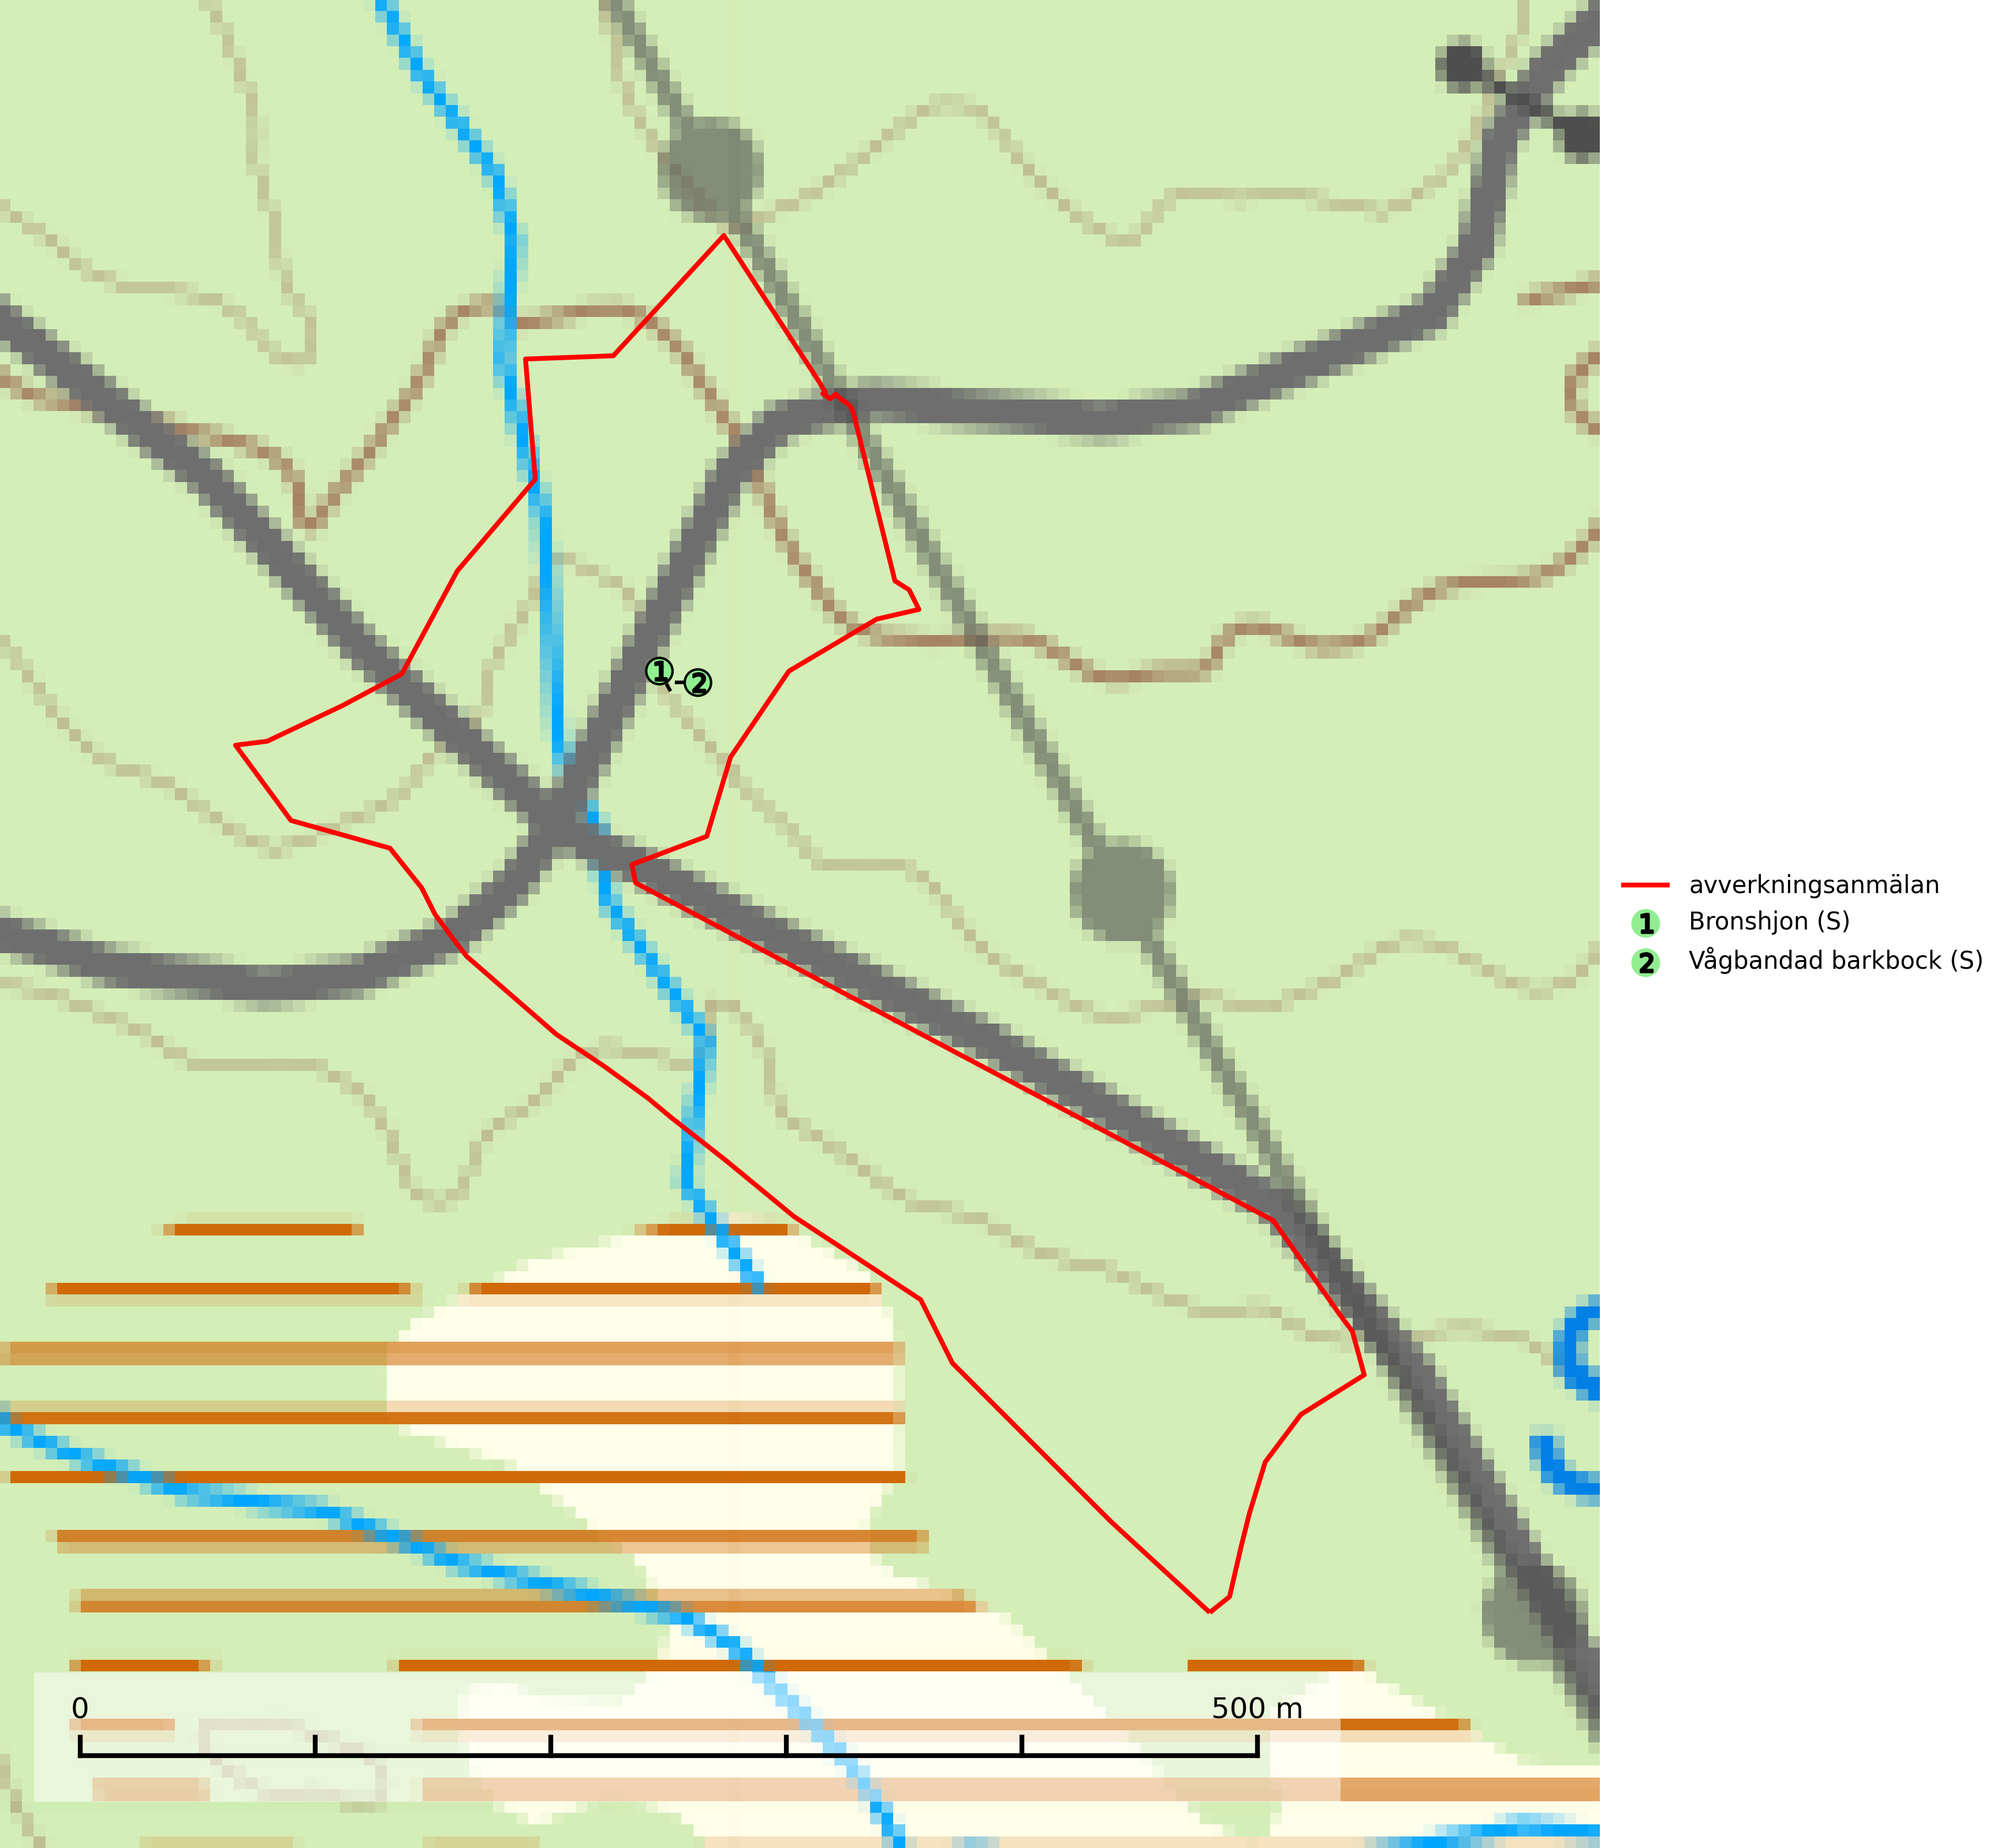 1
2
avverkningsanmälan
1 Bronshjon (S)
2 Vågbandad barkbock (S)
0 500 m